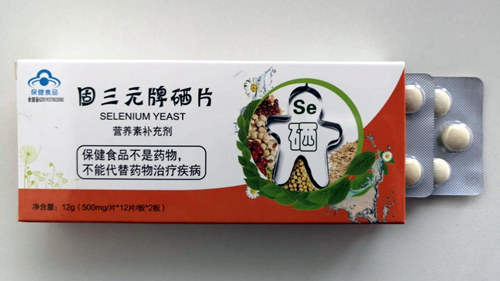 保健食品
固三元牌硒片
SELENIUM YEAST
营养素补充剂
保健食品不是药物，
不能代替药物治疗疾病
净含量：12g（500mg/片*12片/板*2板）
Se
硒